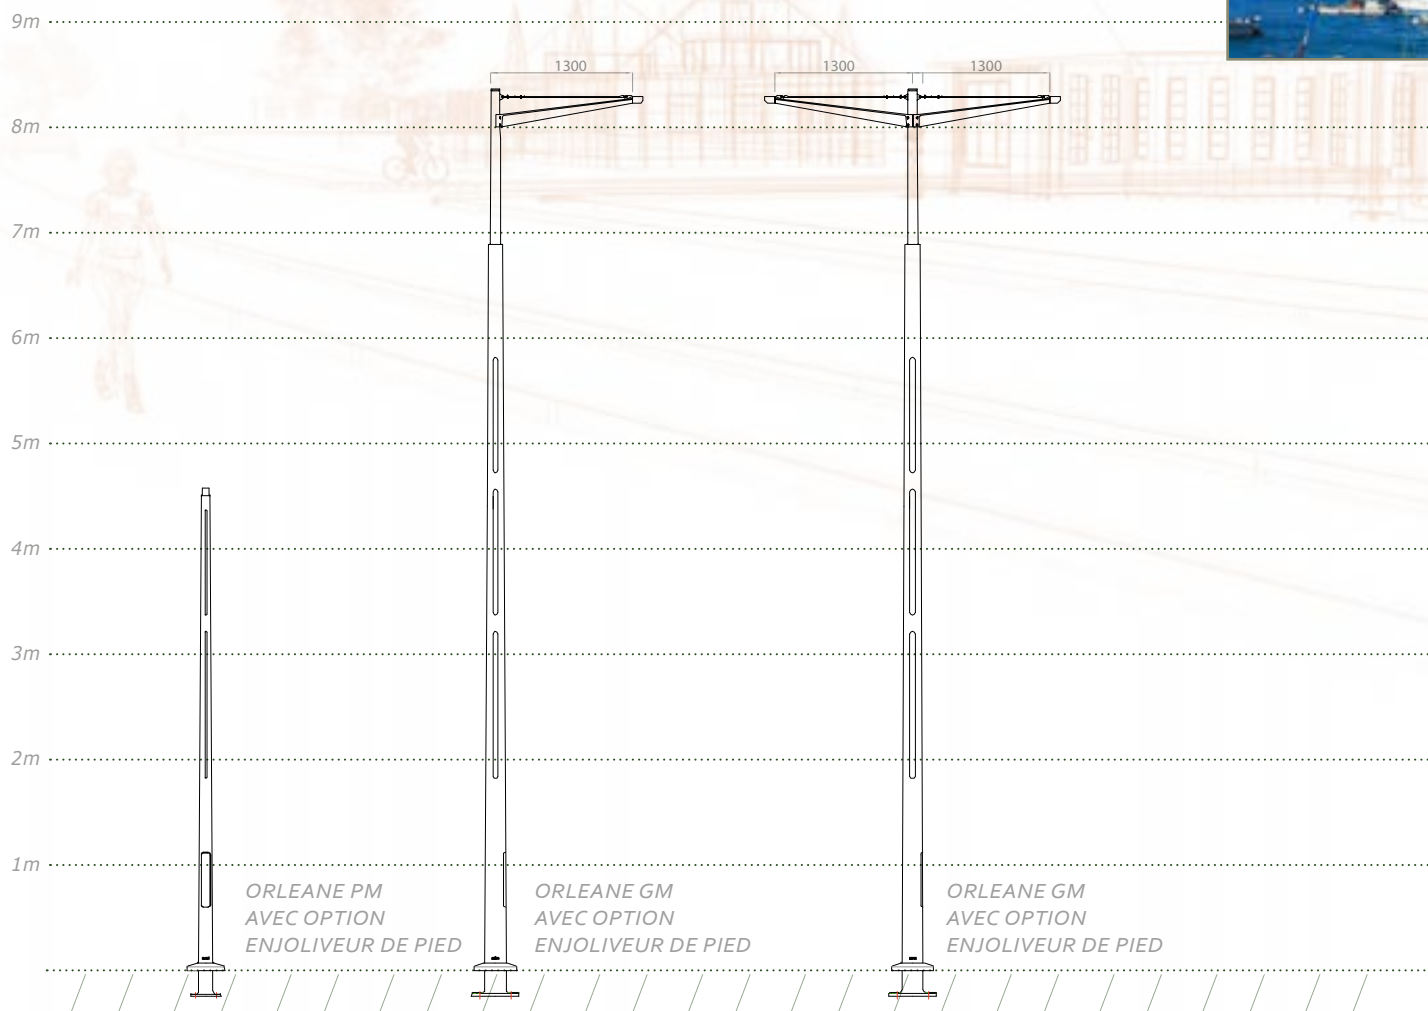 9m
1300
1300
1300
8m
7m
6m
5m
4m
3m
2m
1m
ORLEANE PM
AVEC OPTION
ENJOLIVEUR DE PIED
ORLEANE GM
AVEC OPTION
ENJOLIVEUR DE PIED
ORLEANE GM
AVEC OPTION
ENJOLIVEUR DE PIED